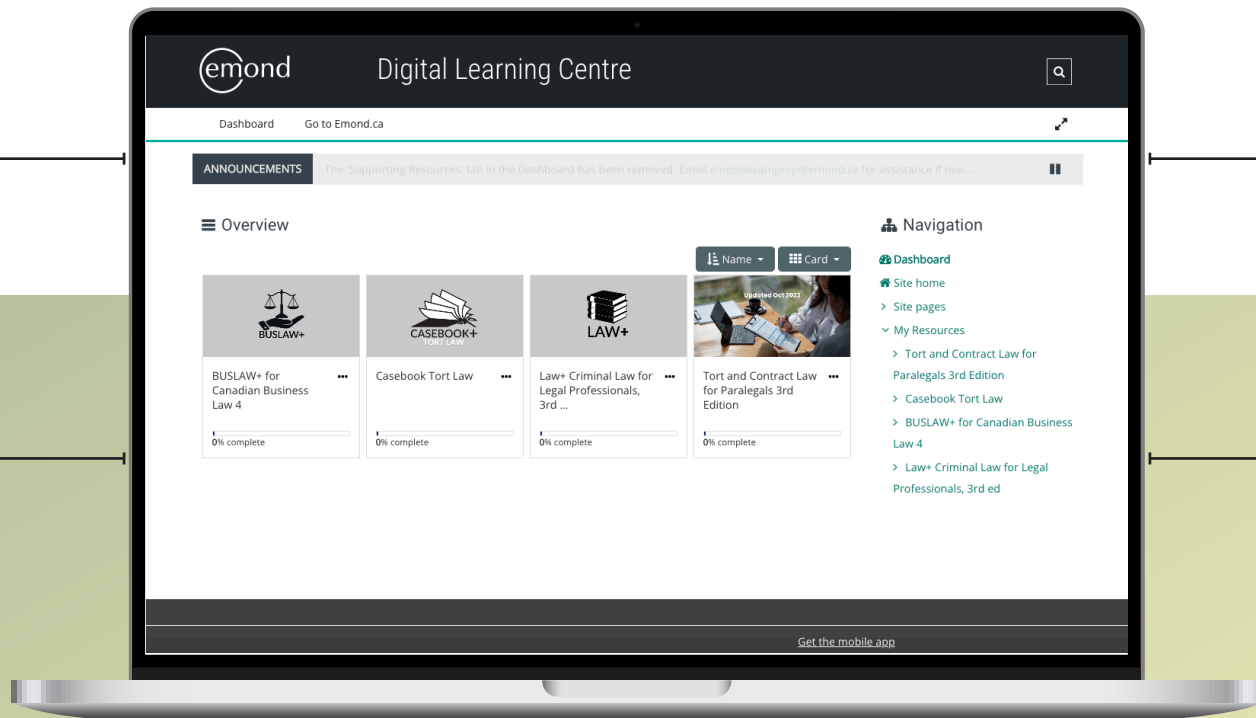 emond
Digital Learning Centre
Dashboard
Go to Emond.ca
ANNOUNCEMENTS
The 'Supporting Resources' tab in the Dashboard has been removed. Email emondexamprep@emond.ca for assistance if nee...
Overview
Name
Card
BUSLAW+
BUSLAW+ for
Canadian Business
Law 4
0% complete
CASEBOOK+
TORT LAW
Casebook Tort Law
0% complete
LAW+
Law+ Criminal Law for
Legal Professionals,
3rd ...
0% complete
Updated Oct 2022
Tort and Contract Law
for Paralegals 3rd
Edition
0% complete
Navigation
Dashboard
Site home
Site pages
My Resources
Tort and Contract Law for
Paralegals 3rd Edition
Casebook Tort Law
BUSLAW+ for Canadian Business
Law 4
Law+ Criminal Law for Legal
Professionals, 3rd ed
Get the mobile app